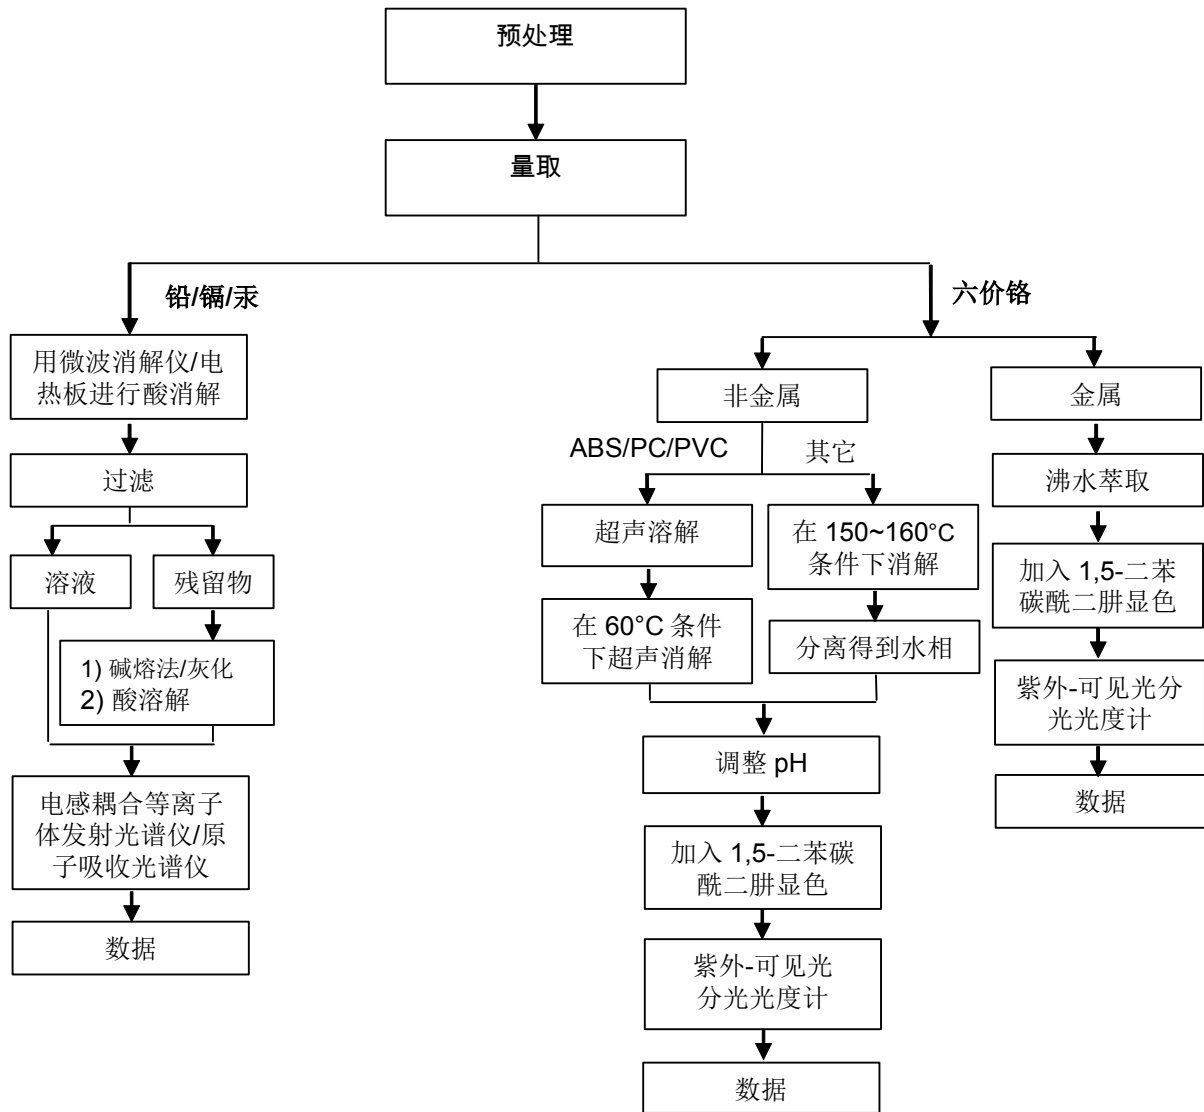 预处理
量取
铅/镉/汞
用微波消解仪/电
热板进行酸消解
过滤
溶液
残留物
1) 碱熔法/灰化
2) 酸溶解
电感耦合等离子
体发射光谱仪/原
子吸收光谱仪
数据
六价铬
非金属
ABS/PC/PVC
其它
超声溶解
在 60°C 条件
下超声消解
在 150~160°C
条件下消解
分离得到水相
调整 pH
加入 1,5-二苯碳
酰二肼显色
紫外-可见光
分光光度计
数据
金属
沸水萃取
加入 1,5-二苯
碳酰二肼显色
紫外-可见光分
光光度计
数据